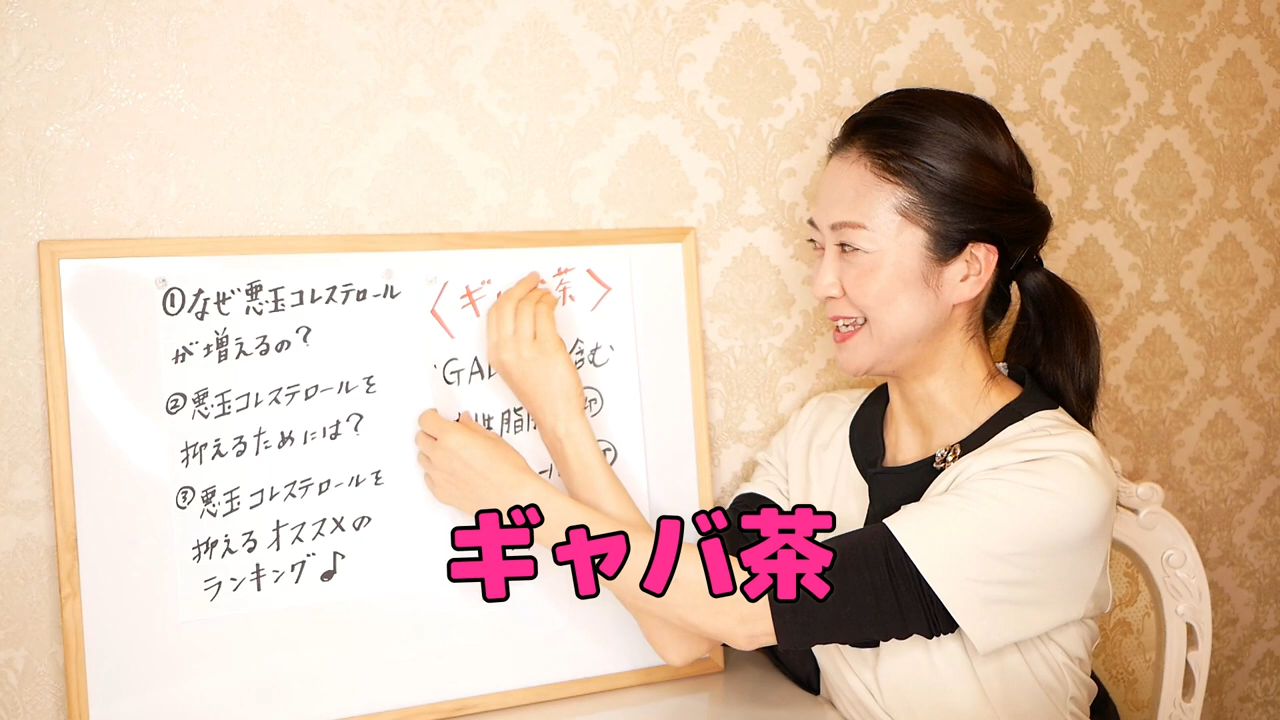 ①なぜ悪玉コレステロール
が増えるの?
②悪玉コレステロールを
抑えるためには?
③悪玉コレステロールを
抑えるオススメの
ランキング♪
〈ギ 茶〉
・GA 含む
性脂
ギャバ茶